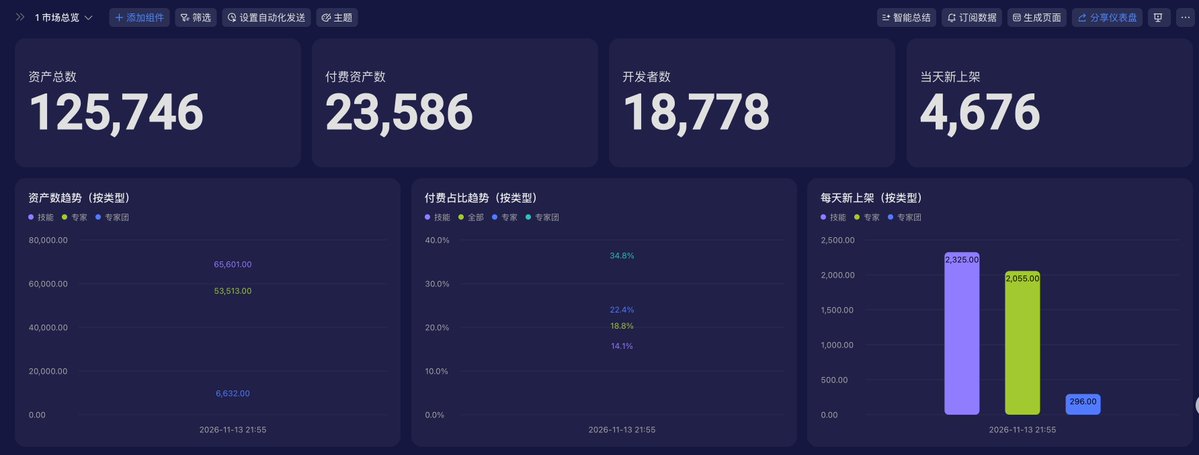 1 市场总览
添加组件
筛选
设置自动化发送
主题
智能总结
订阅数据
生成页面
分享仪表盘
资产总数
125,746
付费资产数
23,586
开发者数
18,778
当天新上架
4,676
资产数趋势（按类型）
技能 专家 专家团
80,000.00
65,601.00
60,000.00
53,513.00
40,000.00
20,000.00
6,632.00
0.00
2026-11-13 21:55
付费占比趋势（按类型）
技能 全部 专家 专家团
40.0%
34.8%
30.0%
22.4%
20.0%
18.8%
14.1%
10.0%
0.0%
2026-11-13 21:55
每天新上架（按类型）
技能 专家 专家团
2,500.00
2,325.00
2,055.00
2,000.00
1,500.00
1,000.00
500.00
296.00
0.00
2026-11-13 21:55